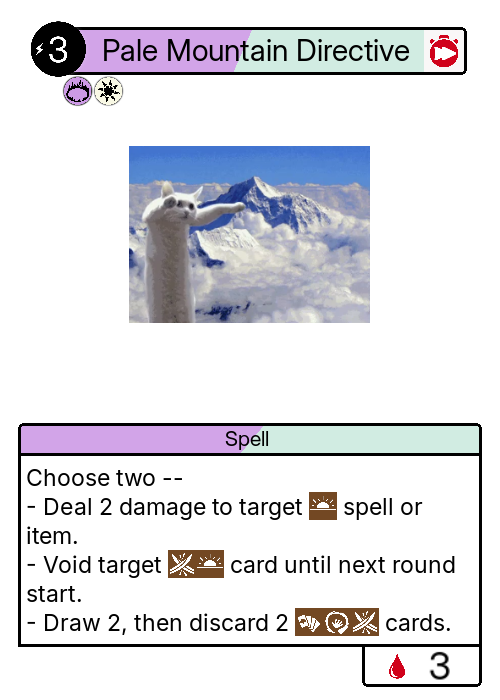 3 Pale Mountain Directive
Spell
Choose two --
- Deal 2 damage to target spell or
item.
- Void target card until next round
start.
- Draw 2, then discard 2 cards.
3